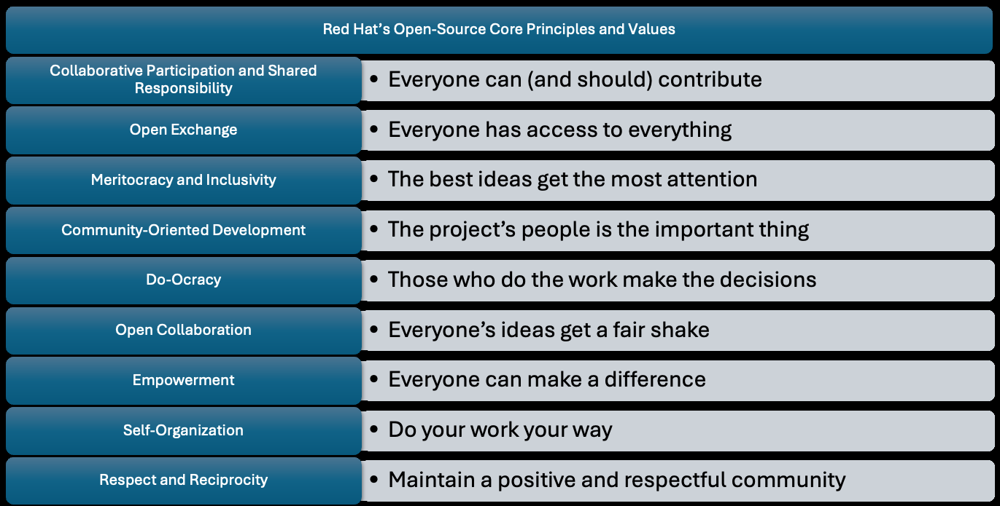 Red Hat’s Open-Source Core Principles and Values
Collaborative Participation and Shared
Responsibility
• Everyone can (and should) contribute
Open Exchange
• Everyone has access to everything
Meritocracy and Inclusivity
• The best ideas get the most attention
Community-Oriented Development
• The project’s people is the important thing
Do-Ocracy
• Those who do the work make the decisions
Open Collaboration
• Everyone’s ideas get a fair shake
Empowerment
• Everyone can make a difference
Self-Organization
• Do your work your way
Respect and Reciprocity
• Maintain a positive and respectful community